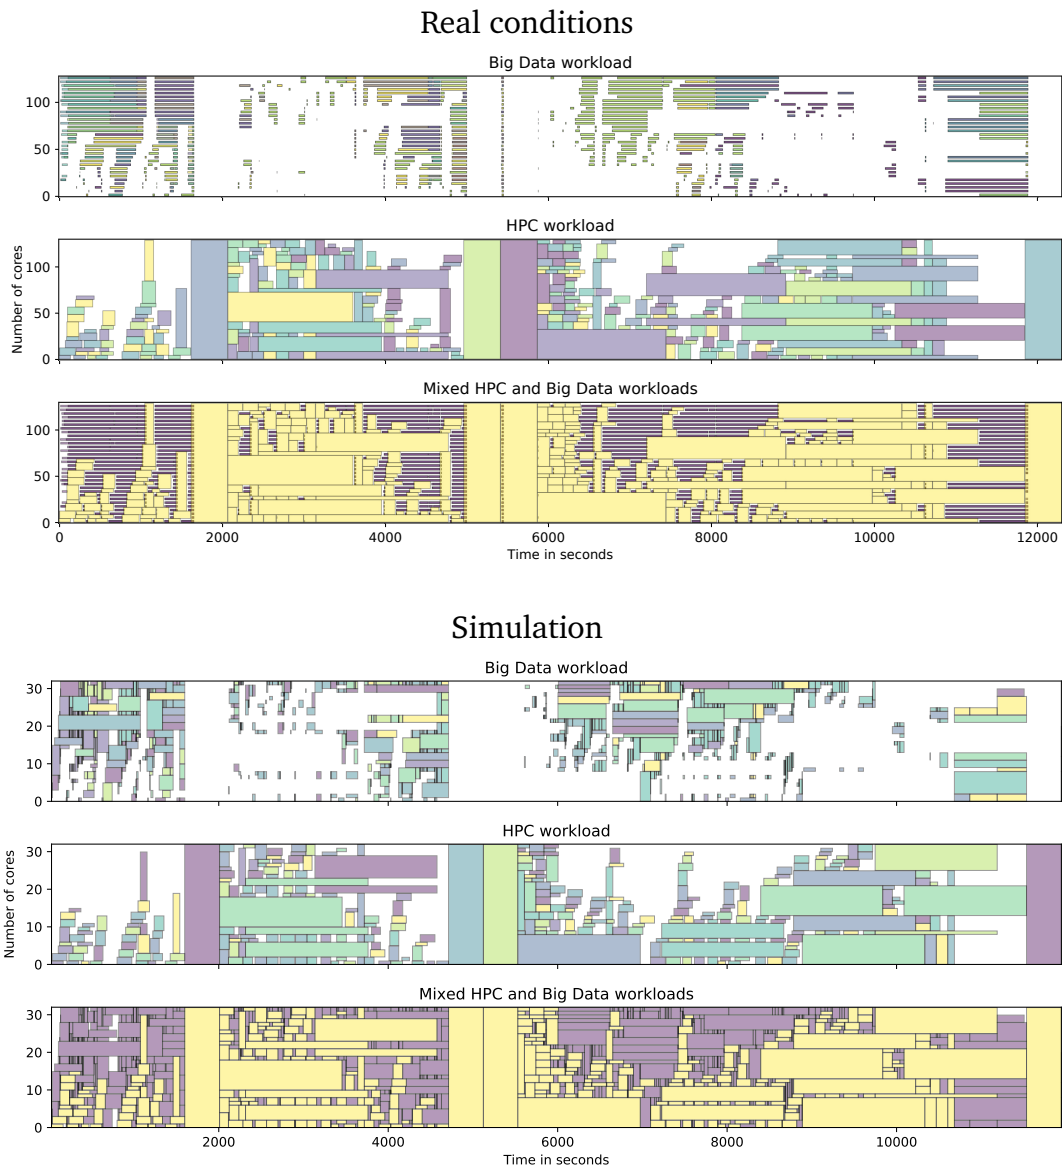 Real conditions
Big Data workload
100
50
0
HPC workload
Number of cores
100
50
0
Mixed HPC and Big Data workloads
100
50
0
0 2000 4000 6000 8000 10000 12000
Time in seconds
Simulation
Big Data workload
30
20
10
0
HPC workload
Number of cores
30
20
10
0
Mixed HPC and Big Data workloads
30
20
10
0
2000 4000 6000 8000 10000
Time in seconds